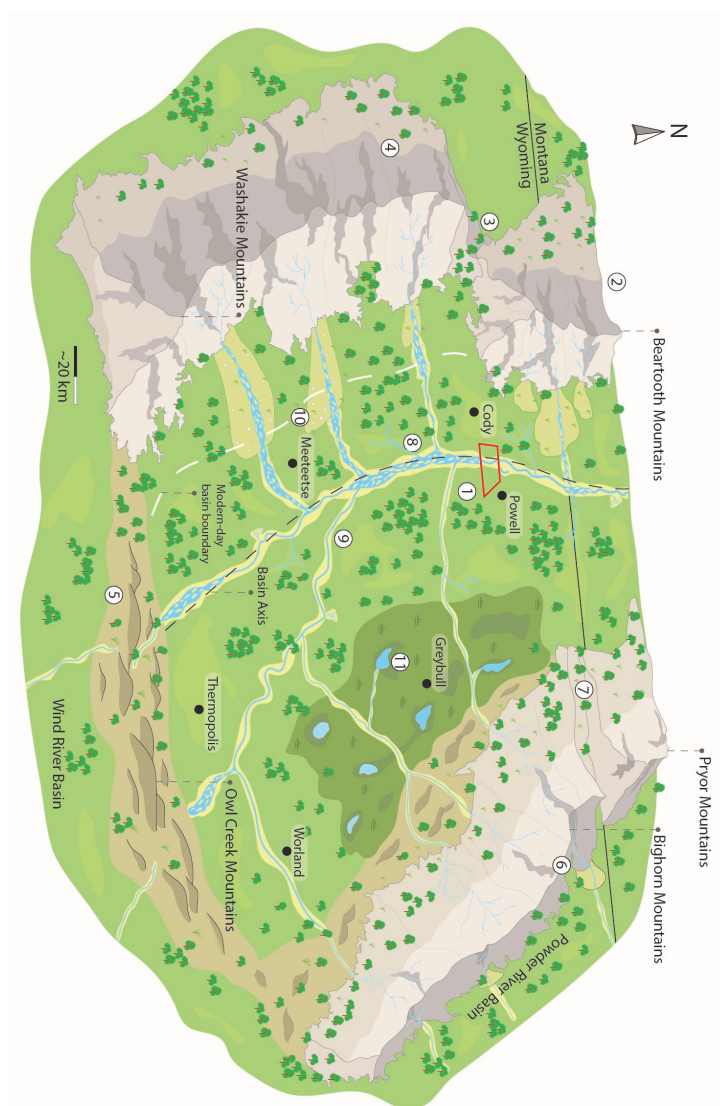 N
Montana
Wyoming
Beartooth Mountains
Pryor Mountains
Bighorn Mountains
Powder River Basin
Washakie Mountains
Cody
Powell
Meeteetse
Modern-day
basin boundary
Basin Axis
Greybull
Thermopolis
Worland
Owl Creek Mountains
Wind River Basin
~20 km
1
2
3
4
5
6
7
8
9
10
11